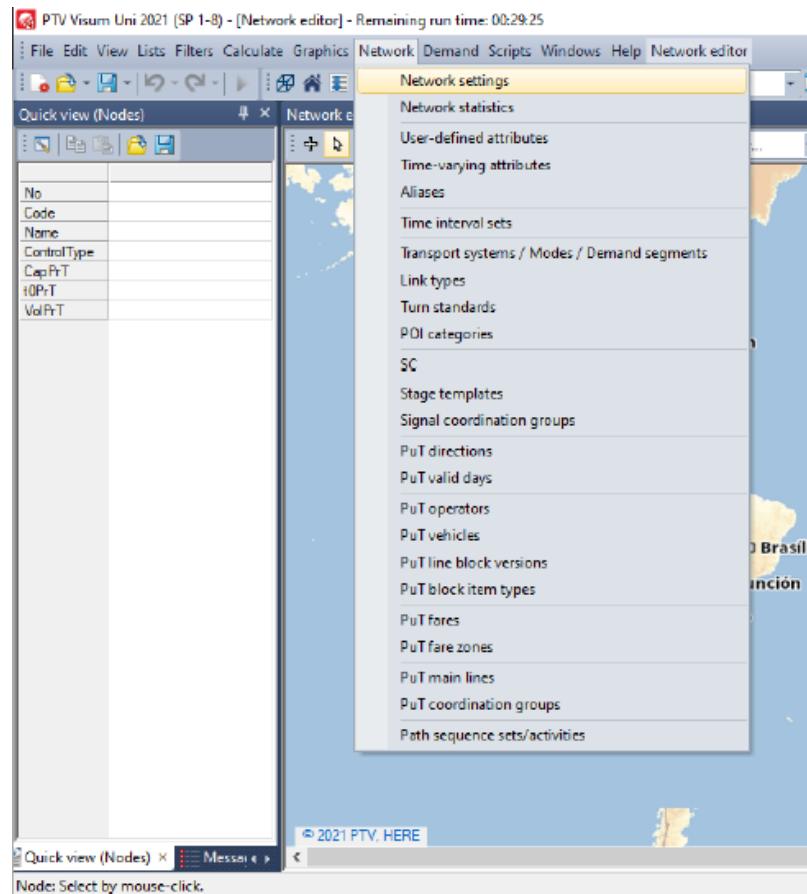 PTV Visum Uni 2021 (SP 1-8) - [Network editor] - Remaining run time: 00:29:25
File Edit View Lists Filters Calculate Graphics Network Demand Scripts Windows Help Network editor
Quick view (Nodes)
Network e
No
Code
Name
ControlType
CapPrT
t0PrT
VolPrT
Network settings
Network statistics
User-defined attributes
Time-varying attributes
Aliases
Time interval sets
Transport systems / Modes / Demand segments
Link types
Turn standards
POI categories
SC
Stage templates
Signal coordination groups
PuT directions
PuT valid days
PuT operators
PuT vehicles
PuT line block versions
PuT block item types
PuT fares
PuT fare zones
PuT main lines
PuT coordination groups
Path sequence sets/activities
Brasíl
unción
© 2021 PTV, HERE
Quick view (Nodes)
Messa
Node: Select by mouse-click.